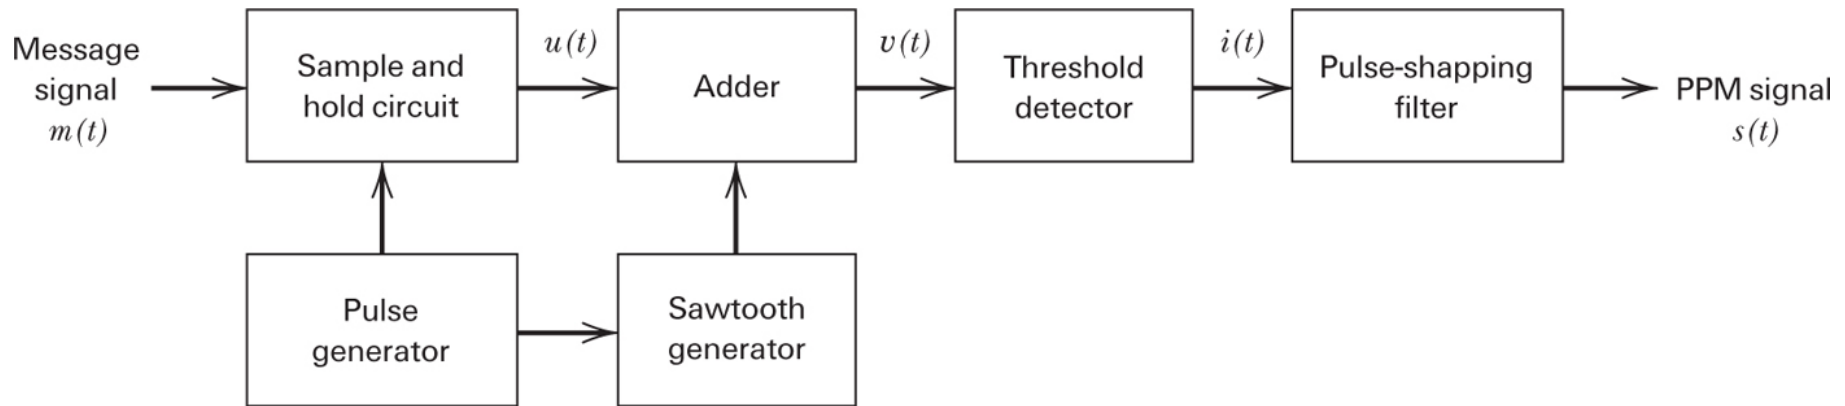 Message
signal
m(t)
Sample and
hold circuit
u(t)
Adder
v(t)
Threshold
detector
i(t)
Pulse-shapping
filter
PPM signal
s(t)
Pulse
generator
Sawtooth
generator